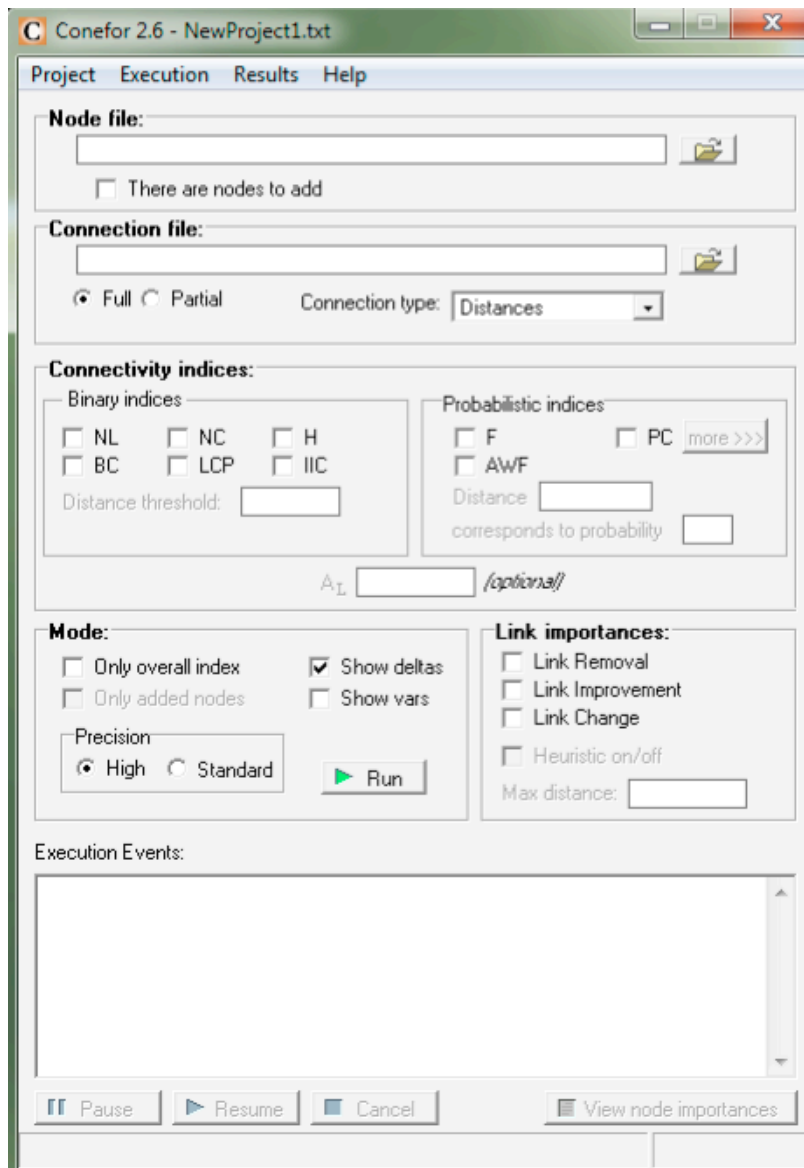 C Conefor 2.6 - NewProject1.txt
Project Execution Results Help
Node file:
There are nodes to add
Connection file:
Full Partial Connection type: Distances
Connectivity indices:
Binary indices
NL NC H
BC LCP IIC
Distance threshold:
Probabilistic indices
F PC more >>>
AWF
Distance
corresponds to probability
AL (optional)
Mode:
Only overall index Show deltas
Only added nodes Show vars
Precision
High Standard
Run
Link importances:
Link Removal
Link Improvement
Link Change
Heuristic on/off
Max distance:
Execution Events:
Pause Resume Cancel View node importances